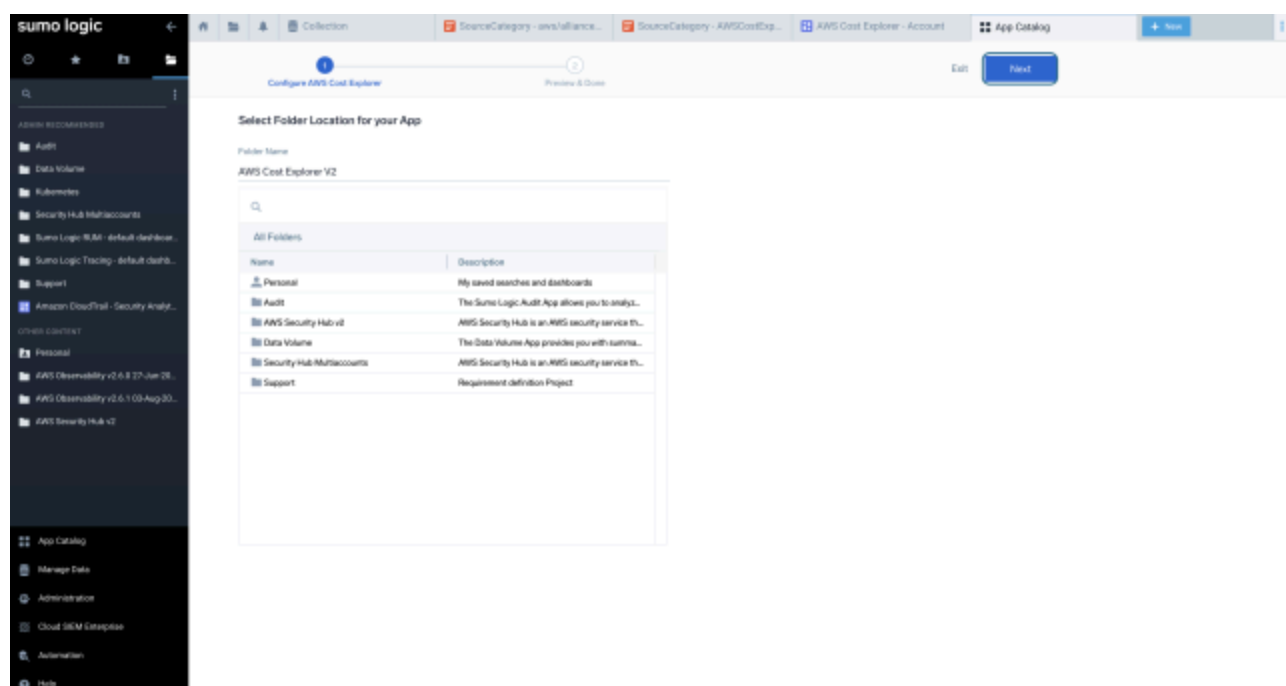 sumo logic
Collection
SourceCategory - aws/alliance...
SourceCategory - AWSCostExp...
AWS Cost Explorer - Account
App Catalog
+ New
1
2
Configure AWS Cost Explorer
Preview & Done
Exit
Next
ADMIN RECOMMENDED
Audit
Data Volume
Kubernetes
Security Hub Multiaccounts
Sumo Logic RUM - default dashboar...
Sumo Logic Tracing - default dashb...
Support
Amazon CloudTrail - Security Analyt...
OTHER CONTENT
Personal
AWS Observability v2.6.0 27-Jun-20..
AWS Observability v2.6.1 03-Aug-20..
AWS Security Hub v2
App Catalog
Manage Data
Administration
Cloud SIEM Enterprise
Automation
Help
Select Folder Location for your App
Folder Name
AWS Cost Explorer V2
All Folders
Name Description
Personal My saved searches and dashboards
Audit The Sumo Logic Audit App allows you to analyz...
AWS Security Hub v2 AWS Security Hub is an AWS security service th...
Data Volume The Data Volume App provides you with summa...
Security Hub Multiaccounts AWS Security Hub is an AWS security service th...
Support Requirement definition Project